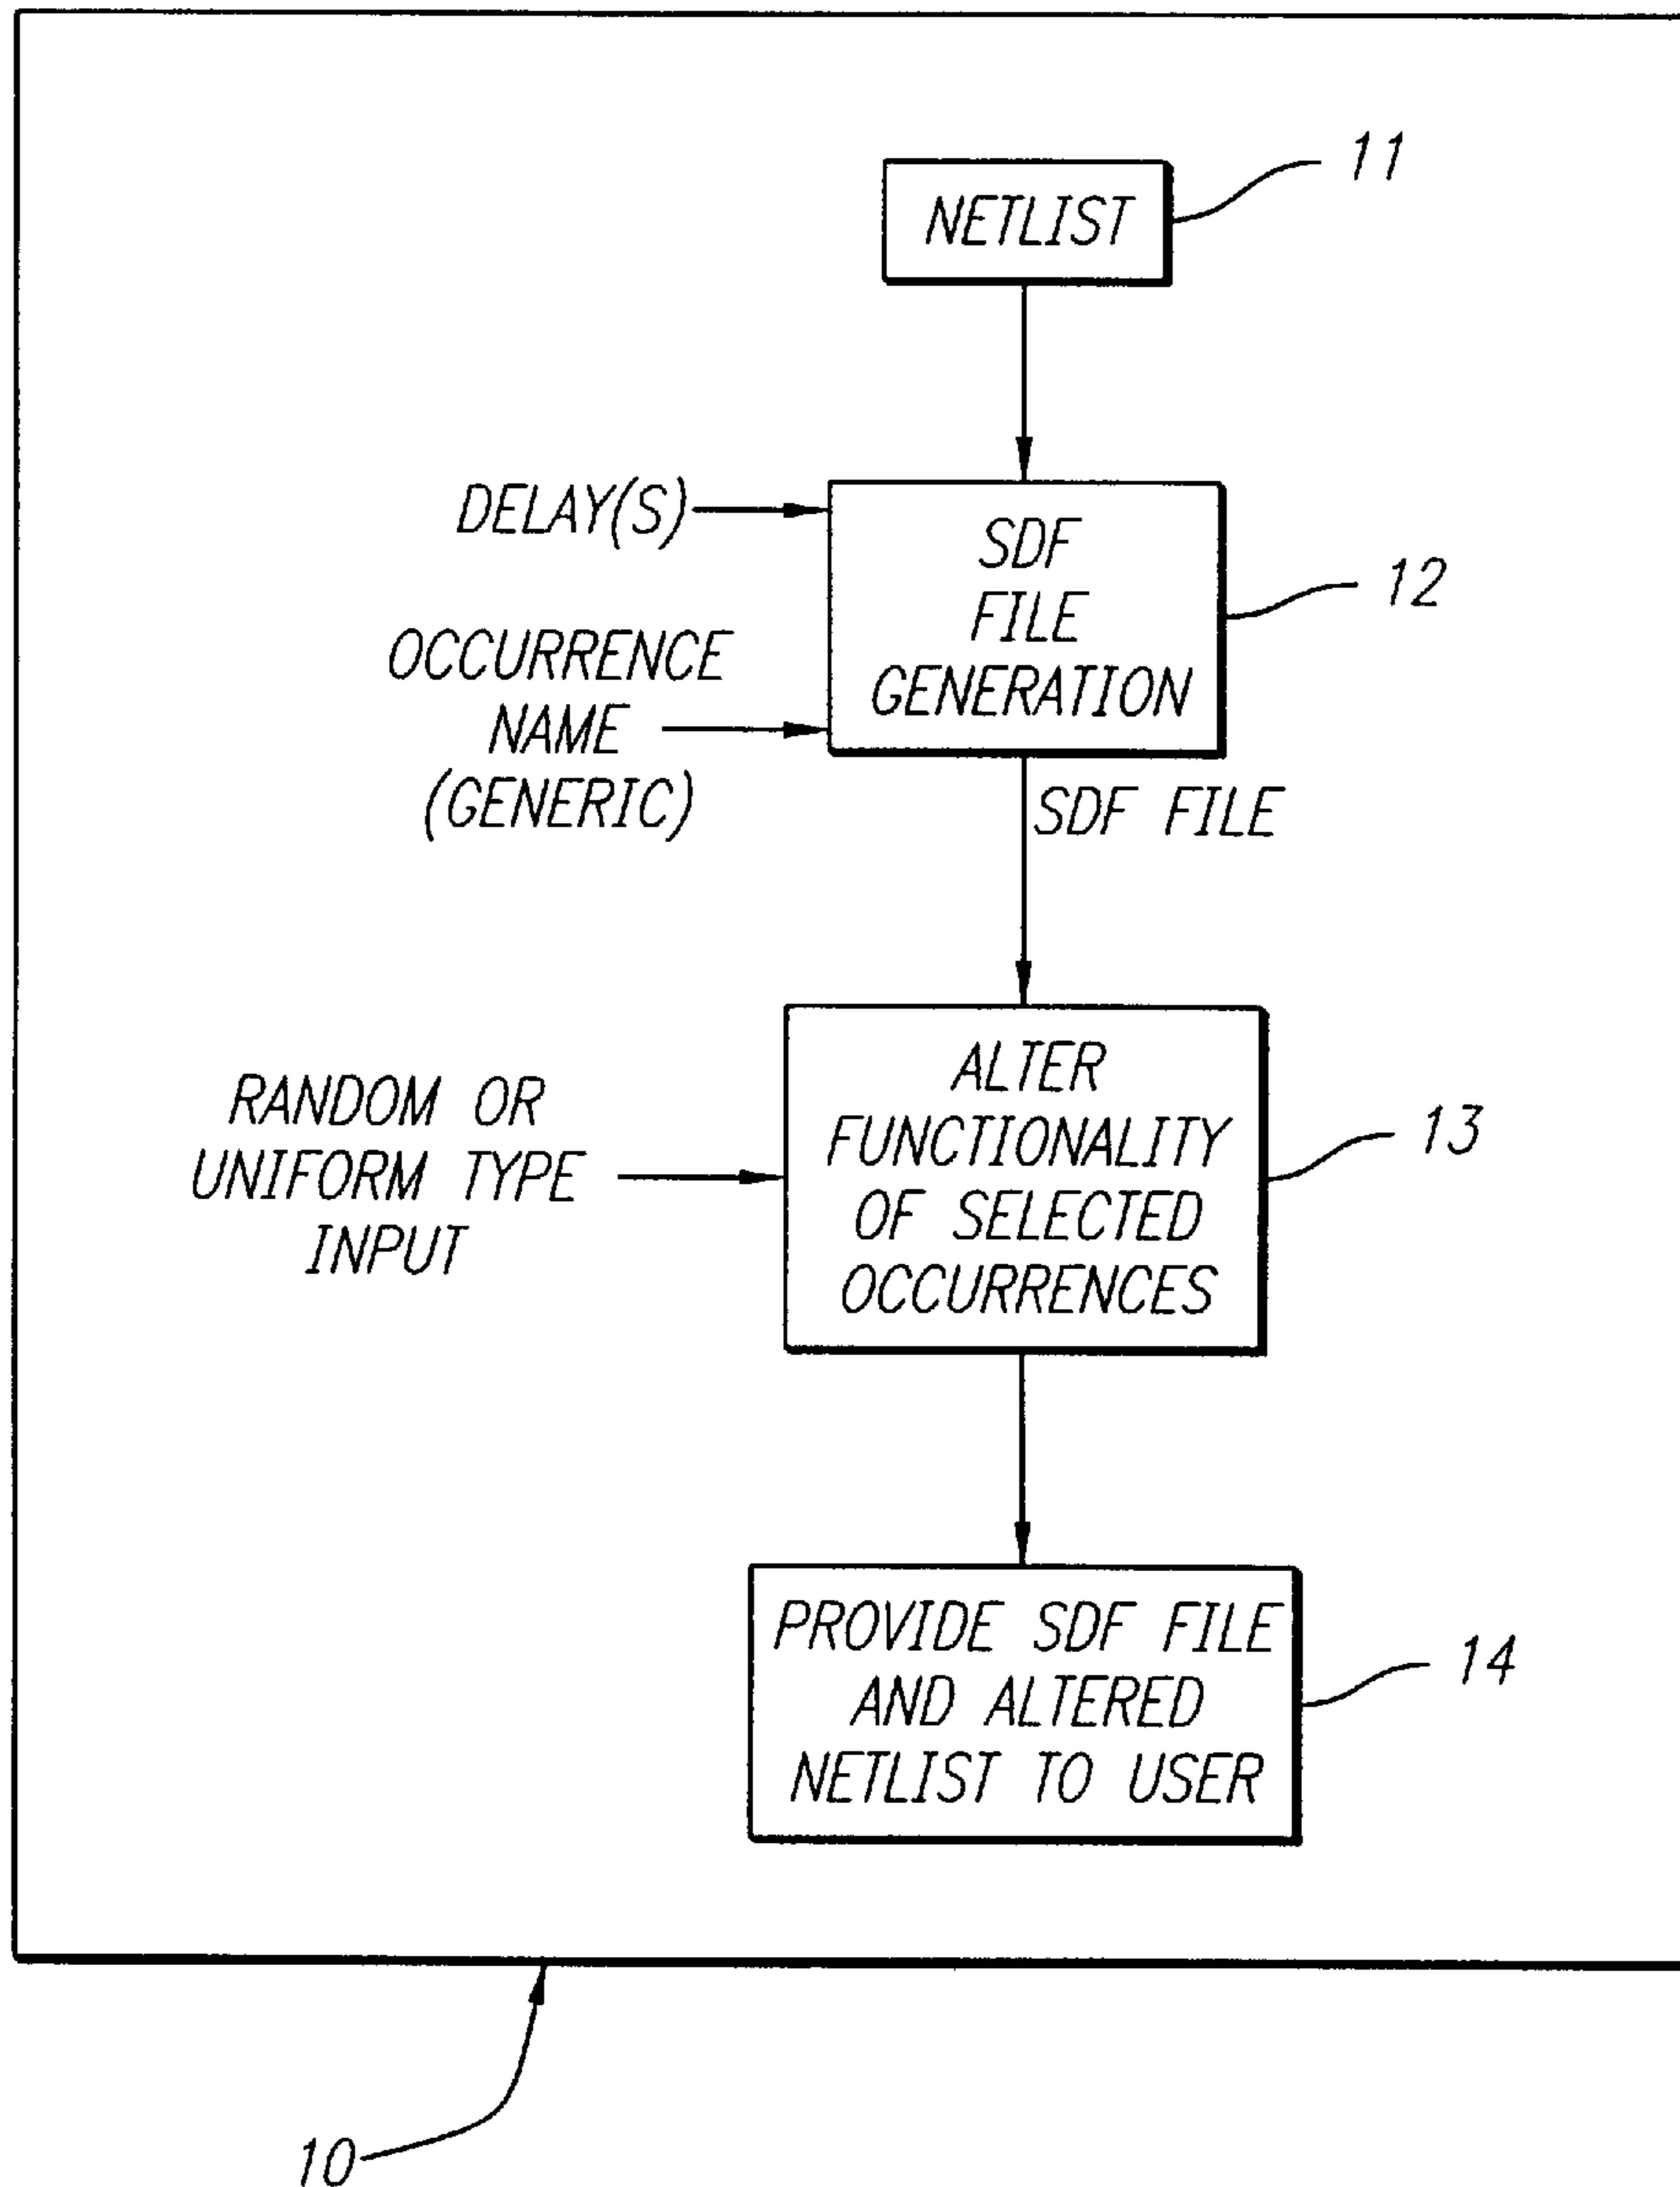 11
NETLIST
DELAY(S)
SDF
FILE
GENERATION
12
OCCURRENCE
NAME
(GENERIC)
SDF FILE
RANDOM OR
UNIFORM TYPE
INPUT
ALTER
FUNCTIONALITY
OF SELECTED
OCCURRENCES
13
PROVIDE SDF FILE
AND ALTERED
NETLIST TO USER
14
10